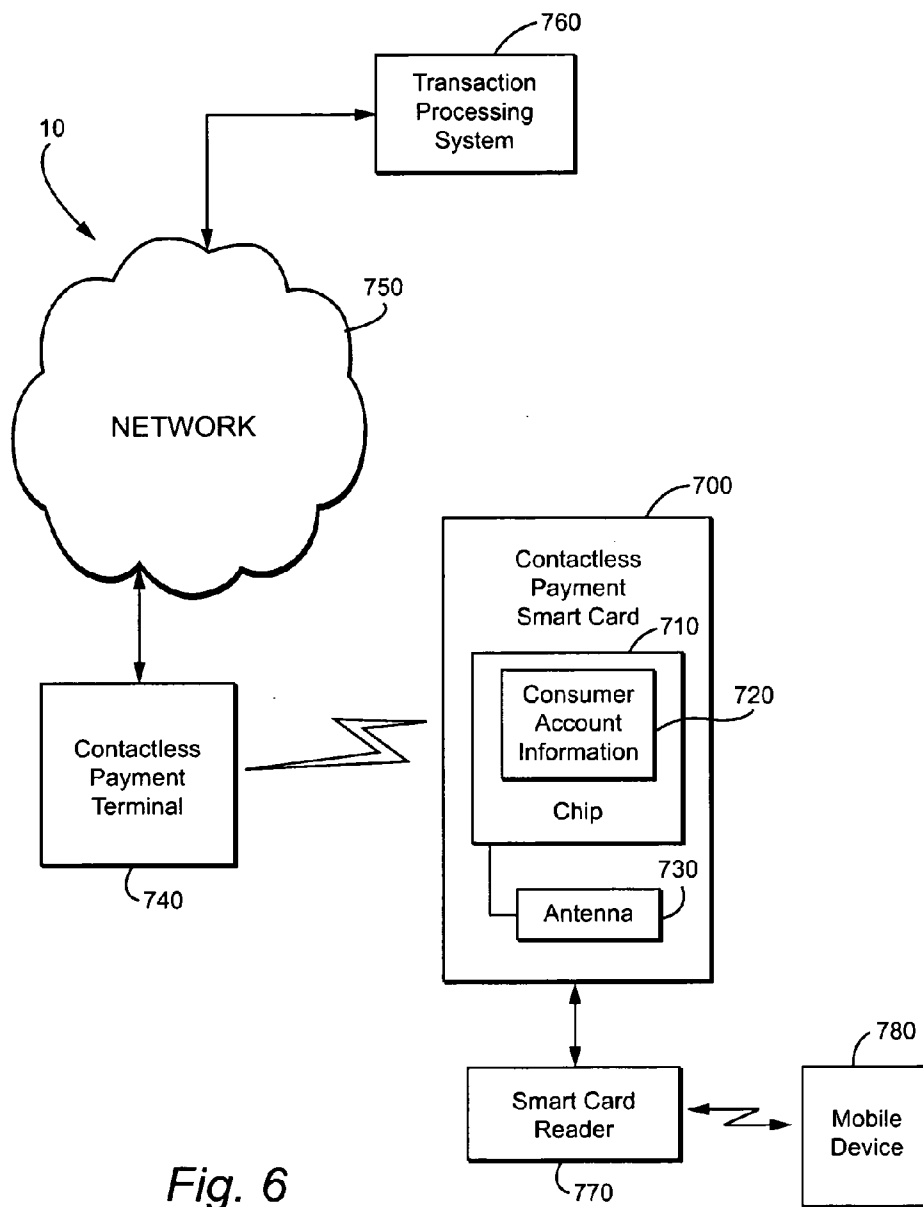 760
Transaction
Processing
System
10
750
NETWORK
700
Contactless
Payment
Smart Card
710
Consumer
Account
Information
720
Chip
Contactless
Payment
Terminal
740
730
Antenna
780
Smart Card
Reader
Mobile
Device
770
Fig. 6